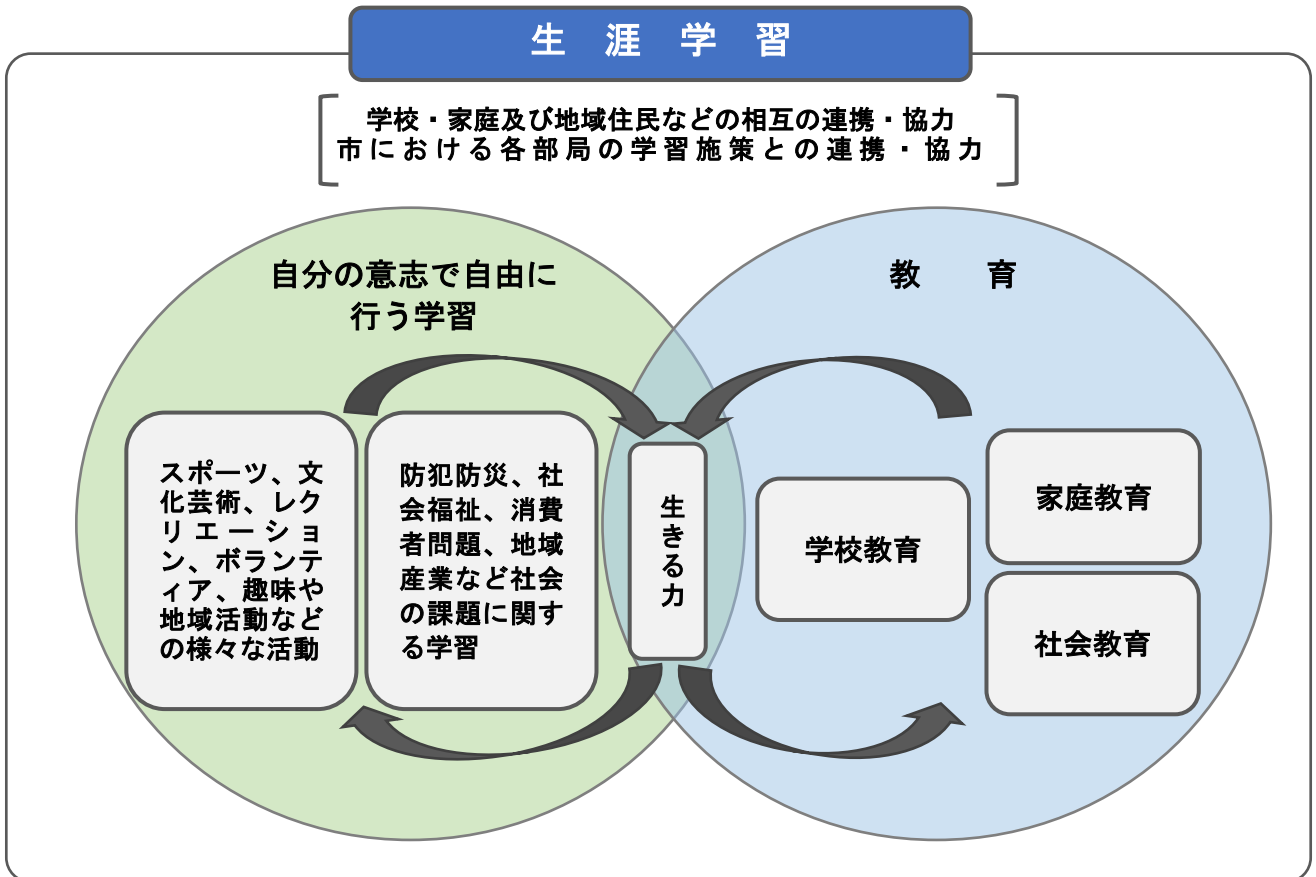 生涯学習
学校・家庭及び地域住民などの相互の連携・協力
市における各部局の学習施策との連携・協力
自分の意志で自由に
行う学習
教育
スポーツ、文
化芸術、レク
リエーショ
ン、ボランテ
ィア、趣味や
地域活動など
の様々な活動
防犯防災、社
会福祉、消費
者問題、地域
産業など社会
の課題に関す
る学習
生きる力
学校教育
家庭教育
社会教育